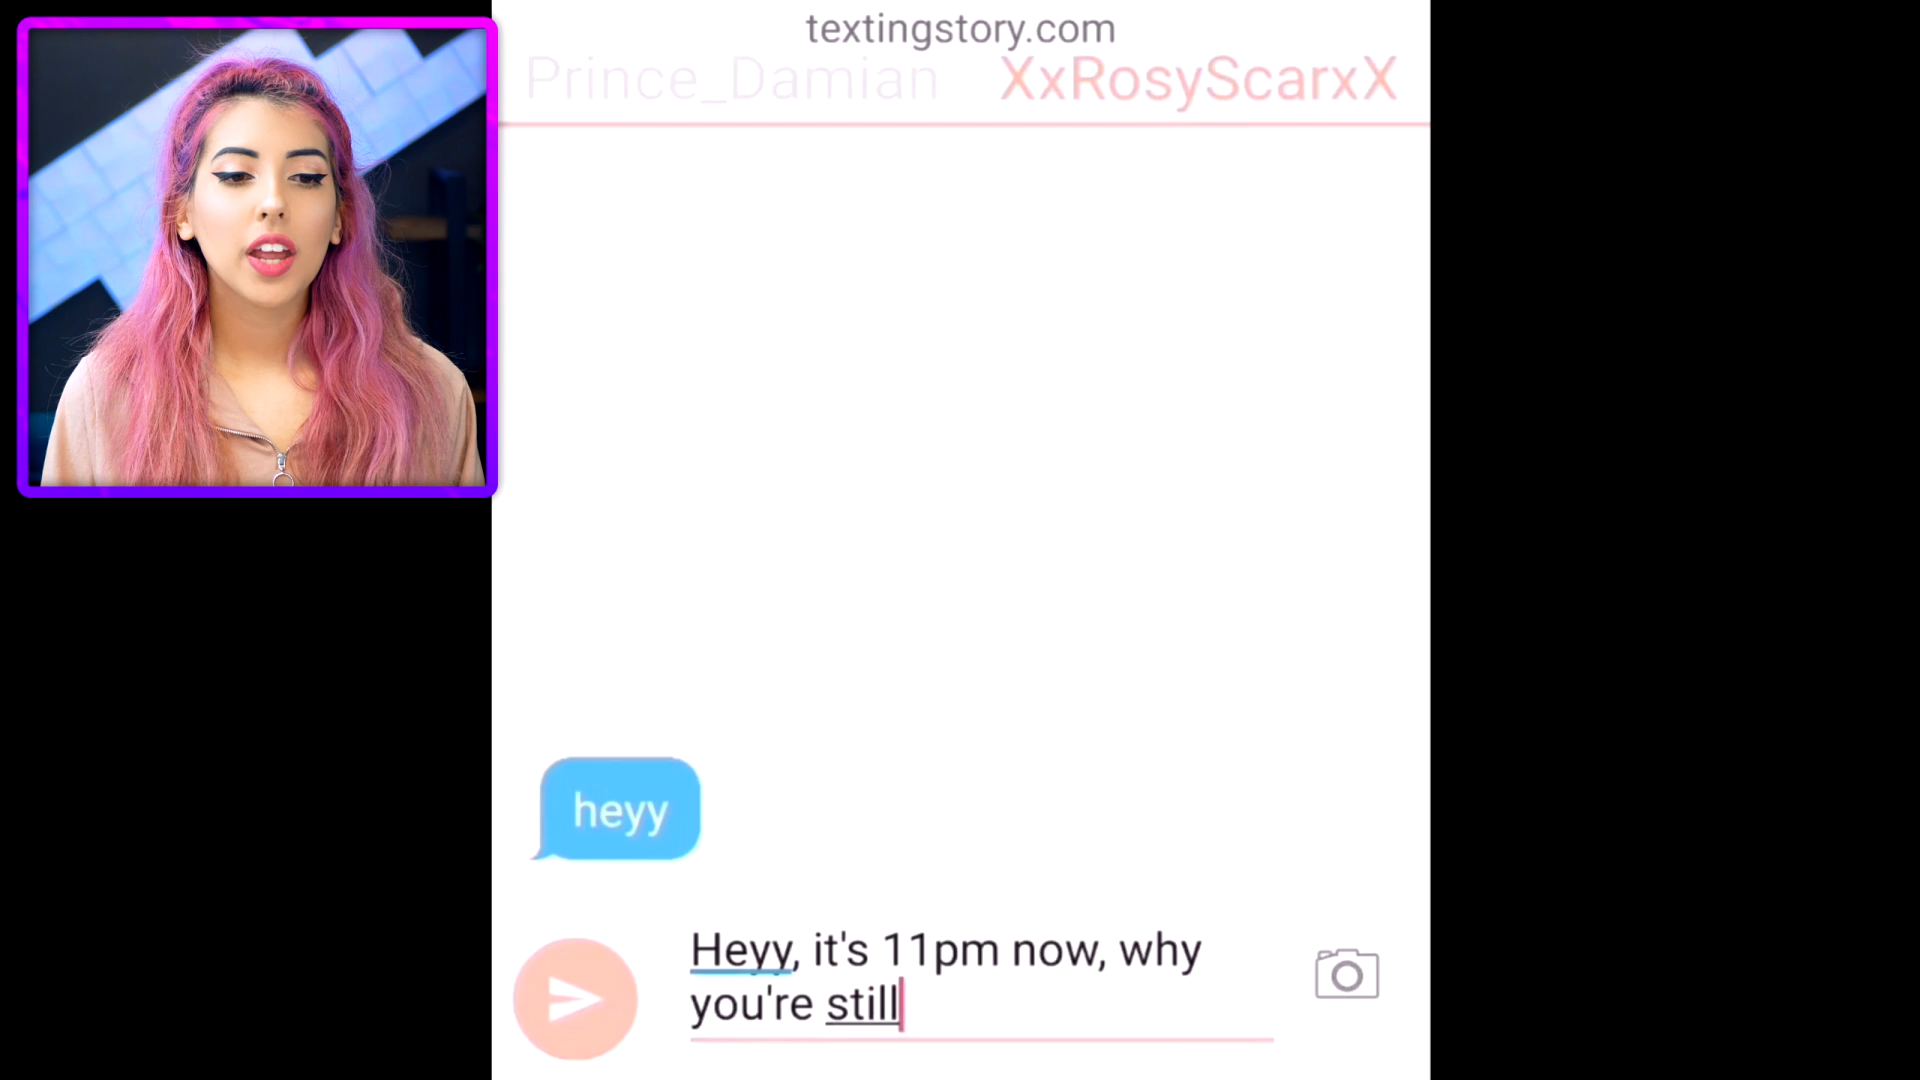 textingstory.com
Prince_Damian XxRosyScarxX
heyy
Heyy, it's 11pm now, why
you're still